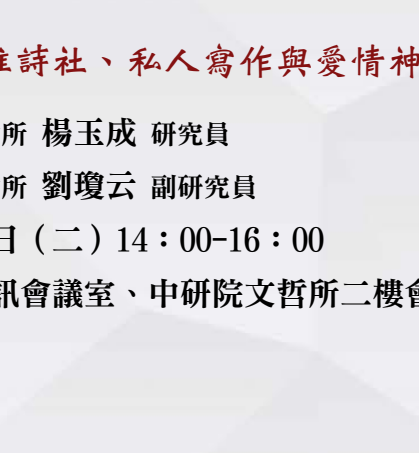 詩社、私人寫作與愛情神
所 楊玉成 研究員
所 劉瓊云 副研究員
日（二）14：00-16：00
訊會議室、中研院文哲所二樓會